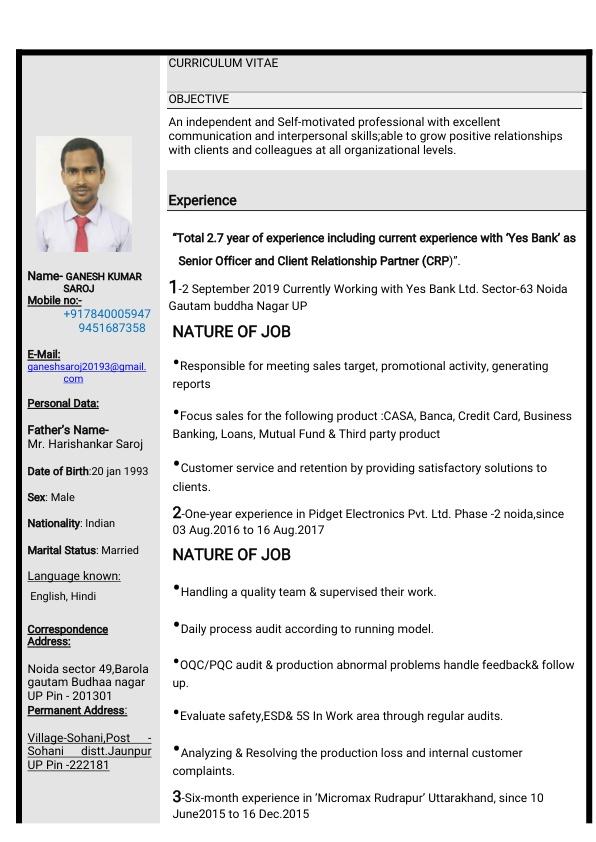 CURRICULUM VITAE
OBJECTIVE
An independent and Self-motivated professional with excellent
communication and interpersonal skills;able to grow positive relationships
with clients and colleagues at all organizational levels.
Experience
“Total 2.7 year of experience including current experience with ‘Yes Bank’ as
Senior Officer and Client Relationship Partner (CRP)”.
1-2 September 2019 Currently Working with Yes Bank Ltd. Sector-63 Noida
Gautam buddha Nagar UP
NATURE OF JOB
•Responsible for meeting sales target, promotional activity, generating
reports
•Focus sales for the following product :CASA, Banca, Credit Card, Business
Banking, Loans, Mutual Fund & Third party product
•Customer service and retention by providing satisfactory solutions to
clients.
2-One-year experience in Pidget Electronics Pvt. Ltd. Phase -2 noida,since
03 Aug.2016 to 16 Aug.2017
NATURE OF JOB
•Handling a quality team & supervised their work.
•Daily process audit according to running model.
•OQC/PQC audit & production abnormal problems handle feedback& follow
up.
•Evaluate safety,ESD& 5S In Work area through regular audits.
•Analyzing & Resolving the production loss and internal customer
complaints.
3-Six-month experience in ‘Micromax Rudrapur’ Uttarakhand, since 10
June2015 to 16 Dec.2015
Name- GANESH KUMAR
SAROJ
Mobile no:-
+917840005947
9451687358
E-Mail:
ganeshsaroj20193@gmail.
com
Personal Data:
Father’s Name-
Mr. Harishankar Saroj
Date of Birth:20 jan 1993
Sex: Male
Nationality: Indian
Marital Status: Married
Language known:
English, Hindi
Correspondence
Address:
Noida sector 49,Barola
gautam Budhaa nagar
UP Pin - 201301
Permanent Address:
Village-Sohani,Post -
Sohani distt.Jaunpur
UP Pin -222181